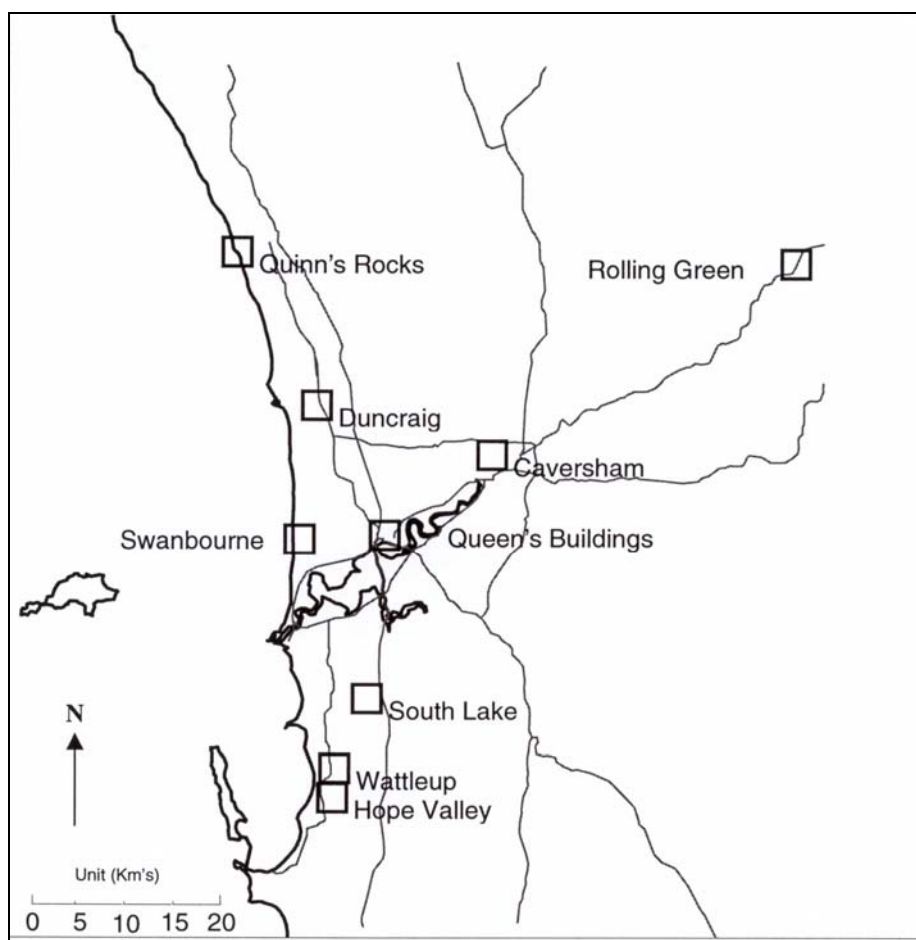 Quinn's Rocks
Rolling Green
Duncraig
Caversham
Swanbourne
Queen's Buildings
South Lake
N
Wattleup
Hope Valley
Unit (Km's)
0 5 10 15 20